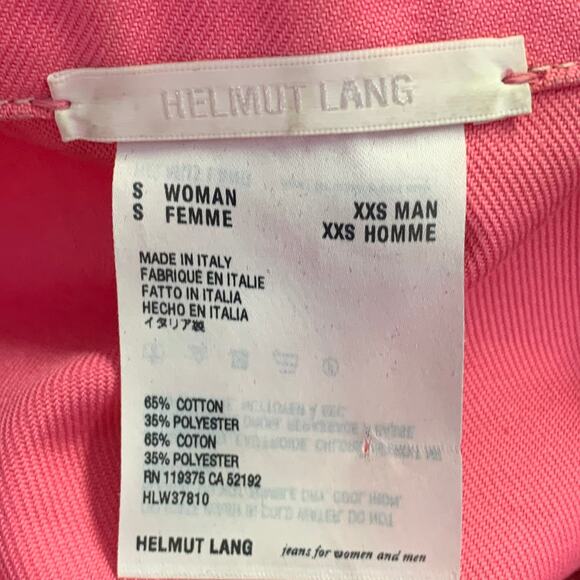 HELMUT LANG
S WOMAN XXS MAN
S FEMME XXS HOMME
MADE IN ITALY
FABRIQUÉ EN ITALIE
FATTO IN ITALIA
HECHO EN ITALIA
イタリア製
65% COTTON
35% POLYESTER
65% COTON
35% POLYESTER
RN 119375 CA 52192
HLW37810
HELMUT LANG jeans for women and men